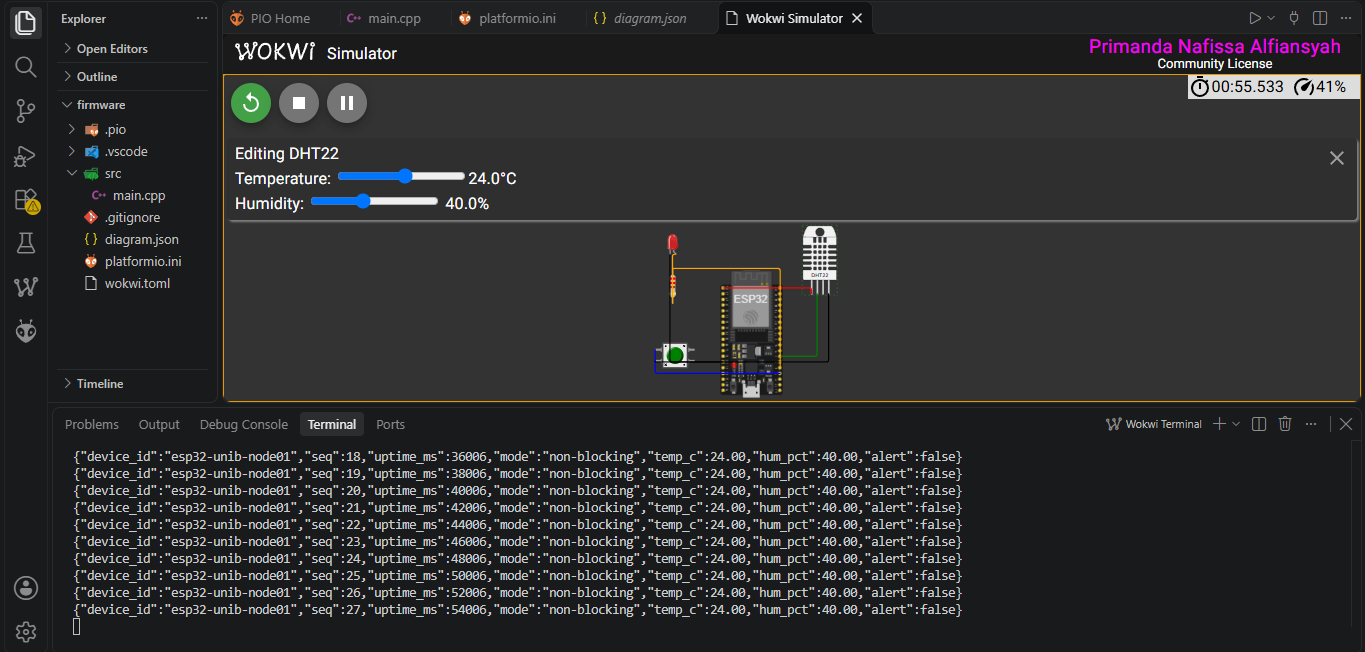 Explorer
Open Editors
Outline
firmware
.pio
.vscode
src
main.cpp
.gitignore
diagram.json
platformio.ini
wokwi.toml
Timeline
PIO Home
main.cpp
platformio.ini
diagram.json
Wokwi Simulator
WOKWI Simulator
Primanda Nafissa Alfiansyah
Community License
00:55.533 41%
Editing DHT22
Temperature: 24.0°C
Humidity: 40.0%
DHT22
ESP32
Problems Output Debug Console Terminal Ports
Wokwi Terminal
{"device_id":"esp32-unib-node01","seq":18,"uptime_ms":36006,"mode":"non-blocking","temp_c":24.00,"hum_pct":40.00,"alert":false}
{"device_id":"esp32-unib-node01","seq":19,"uptime_ms":38006,"mode":"non-blocking","temp_c":24.00,"hum_pct":40.00,"alert":false}
{"device_id":"esp32-unib-node01","seq":20,"uptime_ms":40006,"mode":"non-blocking","temp_c":24.00,"hum_pct":40.00,"alert":false}
{"device_id":"esp32-unib-node01","seq":21,"uptime_ms":42006,"mode":"non-blocking","temp_c":24.00,"hum_pct":40.00,"alert":false}
{"device_id":"esp32-unib-node01","seq":22,"uptime_ms":44006,"mode":"non-blocking","temp_c":24.00,"hum_pct":40.00,"alert":false}
{"device_id":"esp32-unib-node01","seq":23,"uptime_ms":46006,"mode":"non-blocking","temp_c":24.00,"hum_pct":40.00,"alert":false}
{"device_id":"esp32-unib-node01","seq":24,"uptime_ms":48006,"mode":"non-blocking","temp_c":24.00,"hum_pct":40.00,"alert":false}
{"device_id":"esp32-unib-node01","seq":25,"uptime_ms":50006,"mode":"non-blocking","temp_c":24.00,"hum_pct":40.00,"alert":false}
{"device_id":"esp32-unib-node01","seq":26,"uptime_ms":52006,"mode":"non-blocking","temp_c":24.00,"hum_pct":40.00,"alert":false}
{"device_id":"esp32-unib-node01","seq":27,"uptime_ms":54006,"mode":"non-blocking","temp_c":24.00,"hum_pct":40.00,"alert":false}